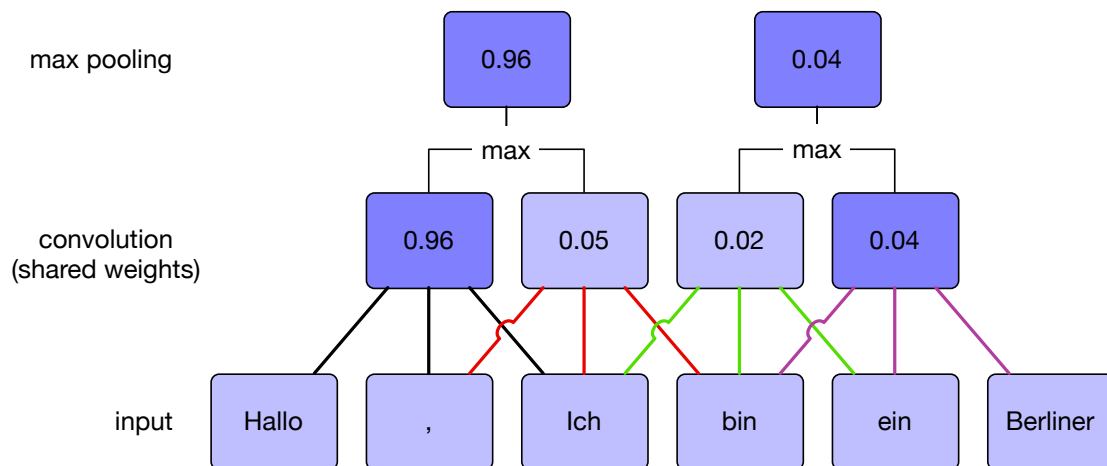 max pooling
0.96
0.04
max
max
convolution
(shared weights)
0.96
0.05
0.02
0.04
input
Hallo
,
Ich
bin
ein
Berliner